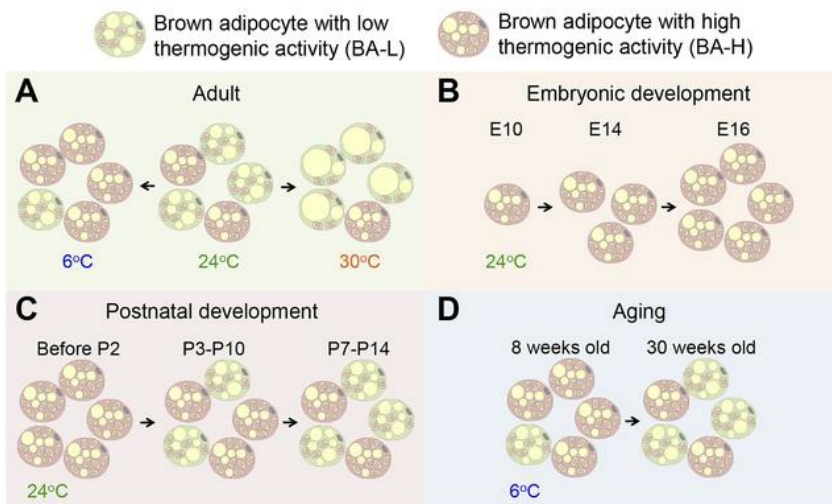 Brown adipocyte with low
thermogenic activity (BA-L)
Brown adipocyte with high
thermogenic activity (BA-H)
A
Adult
6°C
24°C
30°C
B
Embryonic development
E10
E14
E16
24°C
C
Postnatal development
Before P2
P3-P10
P7-P14
24°C
D
Aging
8 weeks old
30 weeks old
6°C